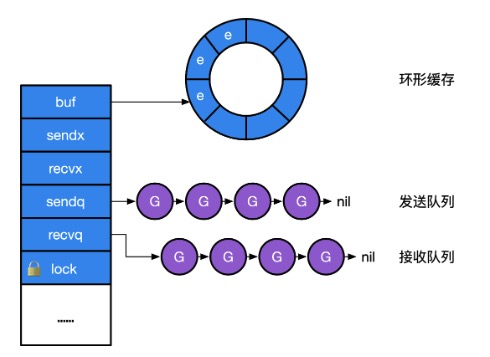 e
e
e
环形缓存
buf
sendx
recvx
sendq
G
G
G
G
nil
发送队列
recvq
G
G
G
G
nil
接收队列
lock
......